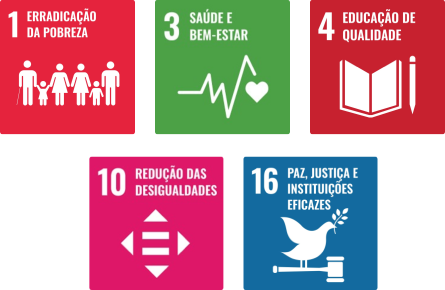 1 ERRADICAÇÃO
DA POBREZA
3 SAÚDE E
BEM-ESTAR
4 EDUCAÇÃO DE
QUALIDADE
10 REDUÇÃO DAS
DESIGUALDADES
16 PAZ, JUSTIÇA E
INSTITUIÇÕES
EFICAZES